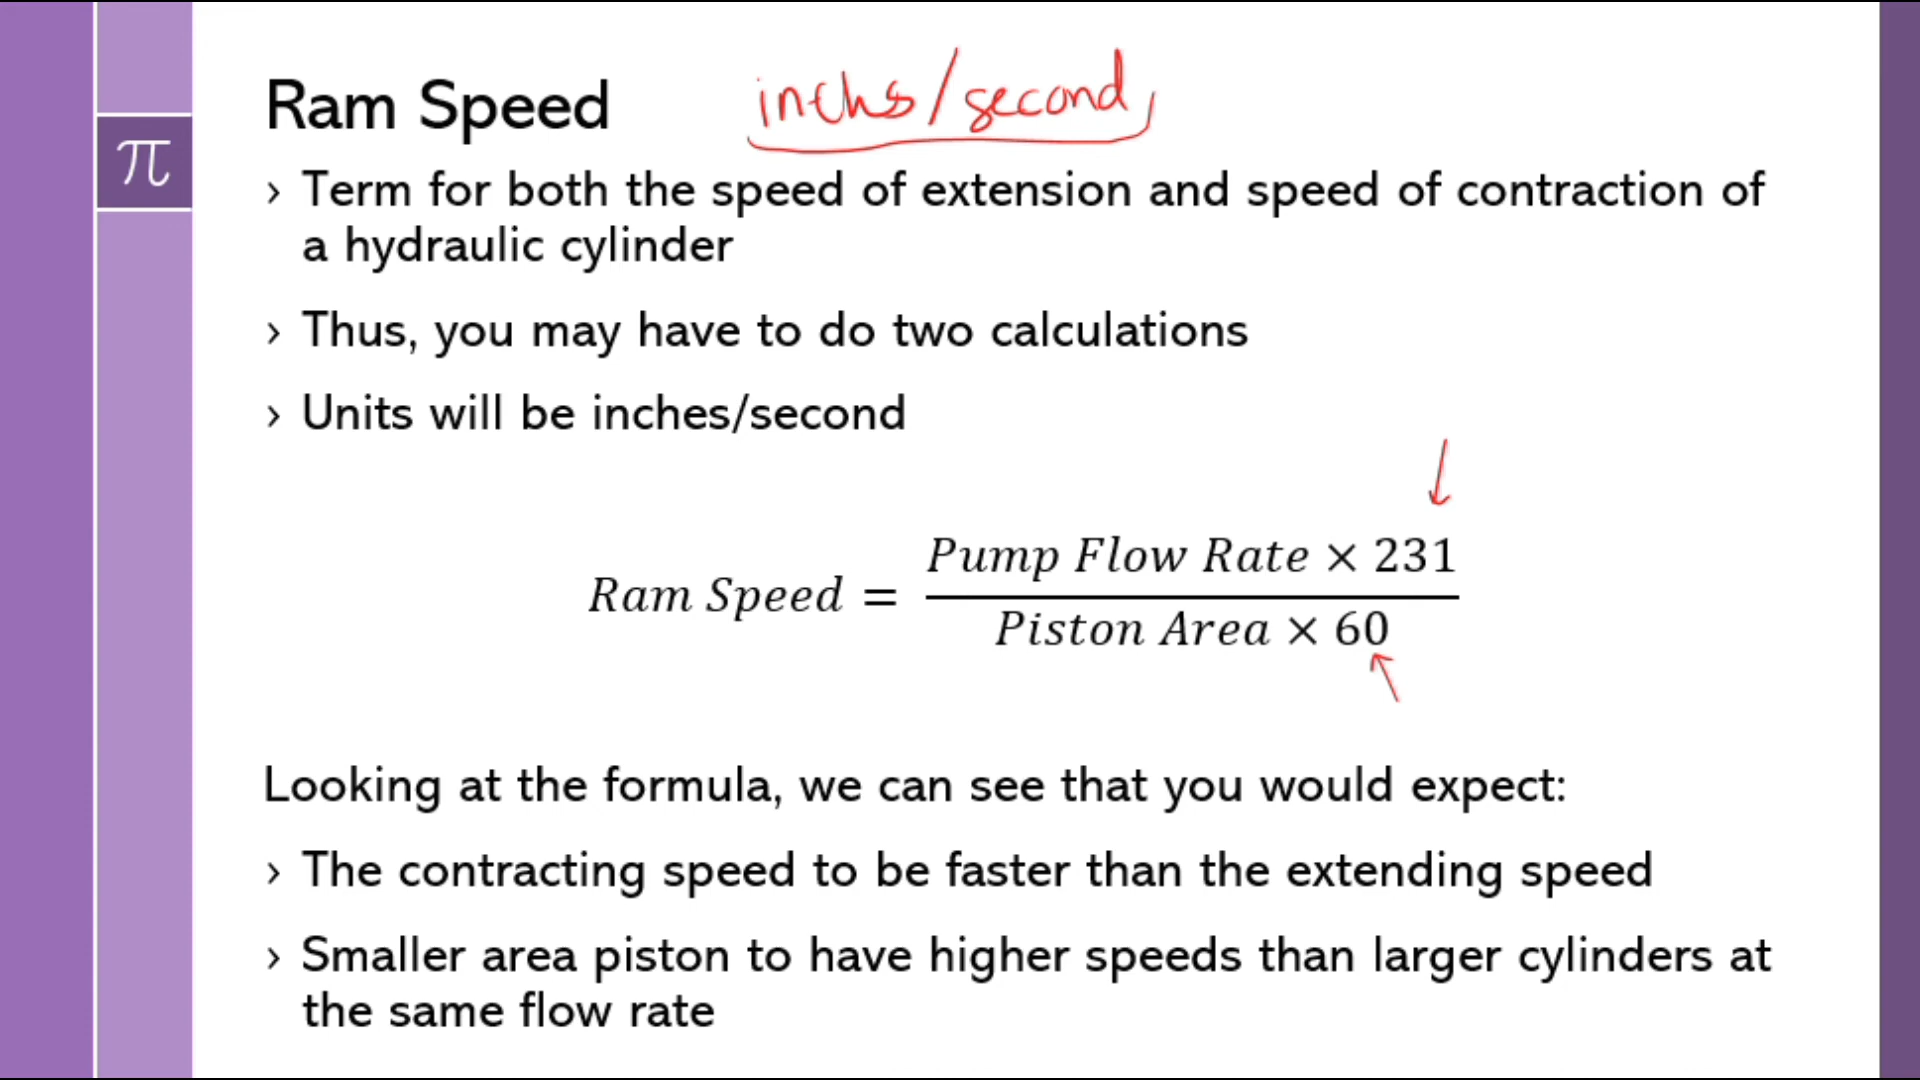 Ram Speed inchs/second
π
› Term for both the speed of extension and speed of contraction of
a hydraulic cylinder
› Thus, you may have to do two calculations
› Units will be inches/second
Pump Flow Rate × 231
Ram Speed =
Piston Area × 60
Looking at the formula, we can see that you would expect:
› The contracting speed to be faster than the extending speed
› Smaller area piston to have higher speeds than larger cylinders at
the same flow rate